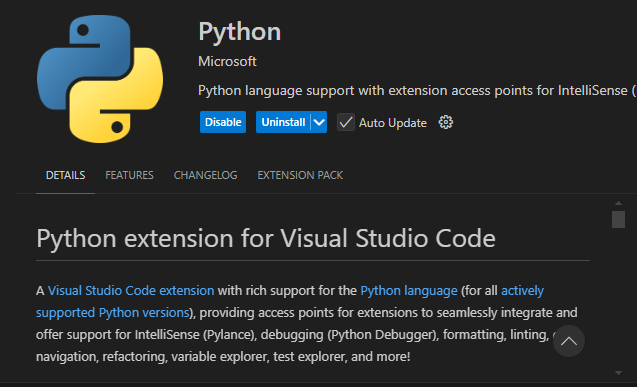 Python
Microsoft
Python language support with extension access points for IntelliSense (
Disable Uninstall Auto Update
DETAILS FEATURES CHANGELOG EXTENSION PACK
Python extension for Visual Studio Code
A Visual Studio Code extension with rich support for the Python language (for all actively
supported Python versions), providing access points for extensions to seamlessly integrate and
offer support for IntelliSense (Pylance), debugging (Python Debugger), formatting, linting,
navigation, refactoring, variable explorer, test explorer, and more!